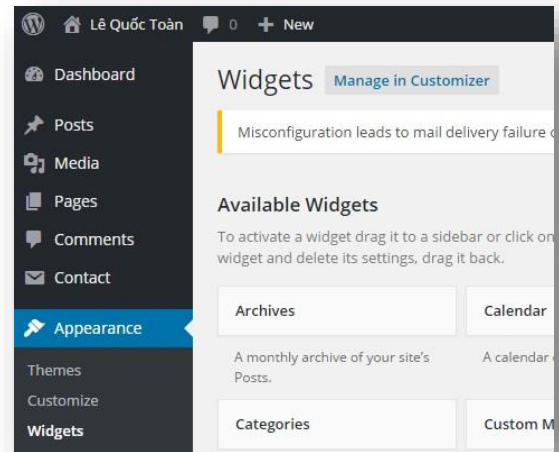 Lê Quốc Toàn 0 New
Dashboard
Posts
Media
Pages
Comments
Contact
Appearance
Themes
Customize
Widgets
Widgets Manage in Customizer
Misconfiguration leads to mail delivery failure
Available Widgets
To activate a widget drag it to a sidebar or click on
widget and delete its settings, drag it back.
Archives Calendar
A monthly archive of your site's A calendar
Posts.
Categories Custom M